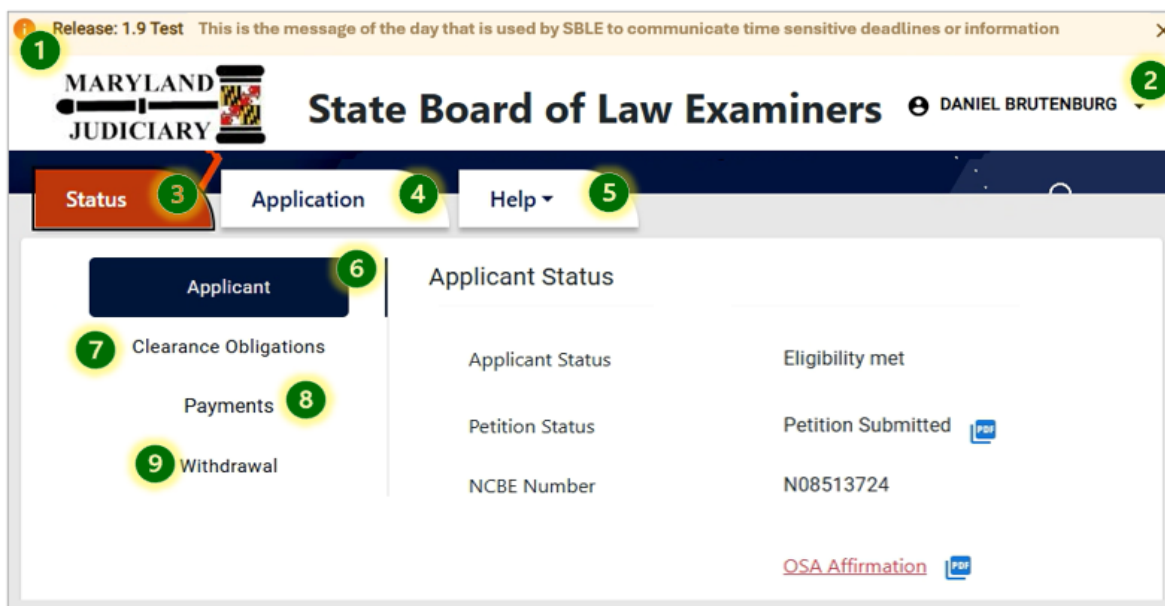 Release: 1.9 Test This is the message of the day that is used by SBLE to communicate time sensitive deadlines or information
1
2
MARYLAND
JUDICIARY
State Board of Law Examiners
DANIEL BRUTENBURG
Status 3 Application 4 Help 5
Applicant 6
Applicant Status
7 Clearance Obligations
Applicant Status Eligibility met
Payments 8
Petition Status Petition Submitted PDF
9 Withdrawal
NCBE Number N08513724
OSA Affirmation PDF